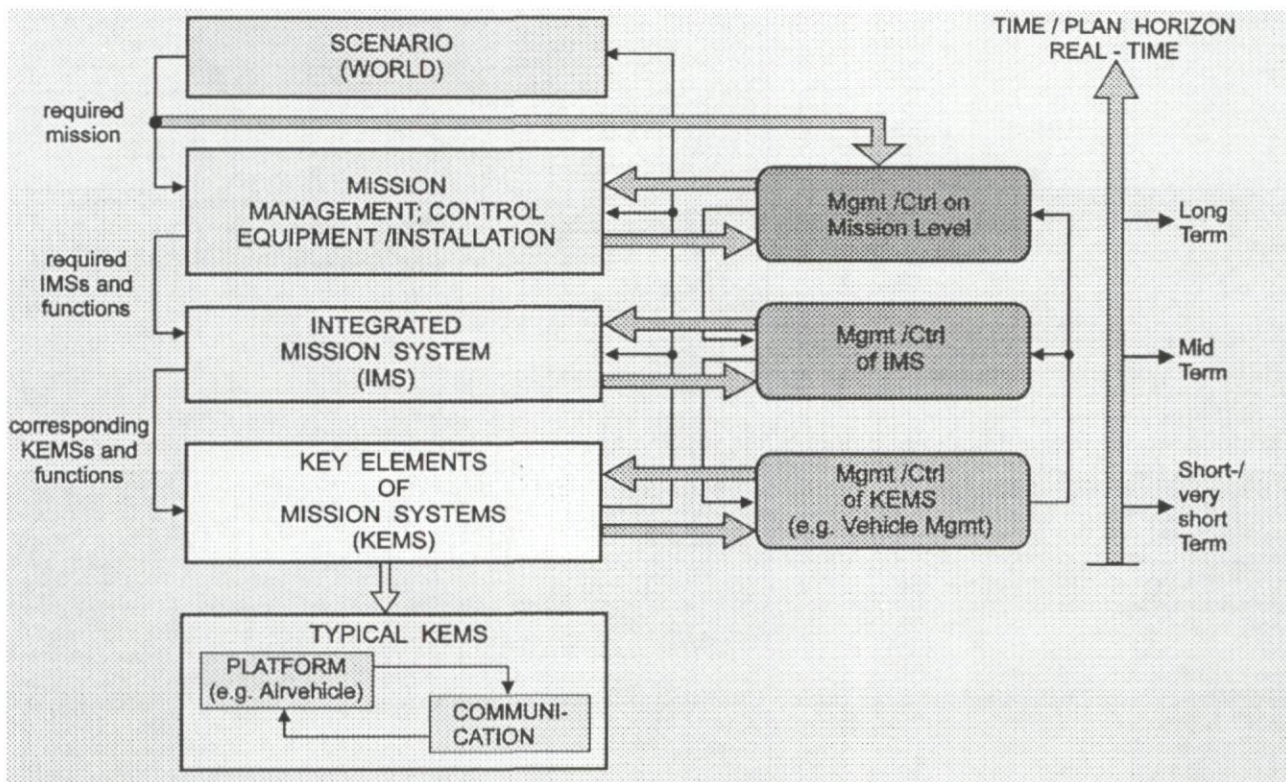 SCENARIO
(WORLD)
TIME / PLAN HORIZON
REAL - TIME
required
mission
MISSION
MANAGEMENT; CONTROL
EQUIPMENT /INSTALLATION
Mgmt /Ctrl on
Mission Level
Long
Term
required
IMSs and
functions
INTEGRATED
MISSION SYSTEM
(IMS)
Mgmt /Ctrl
of IMS
Mid
Term
corresponding
KEMSs and
functions
KEY ELEMENTS
OF
MISSION SYSTEMS
(KEMS)
Mgmt /Ctrl
of KEMS
(e.g. Vehicle Mgmt)
Short-/
very
short
Term
TYPICAL KEMS
PLATFORM
(e.g. Airvehicle)
COMMUNI-
CATION